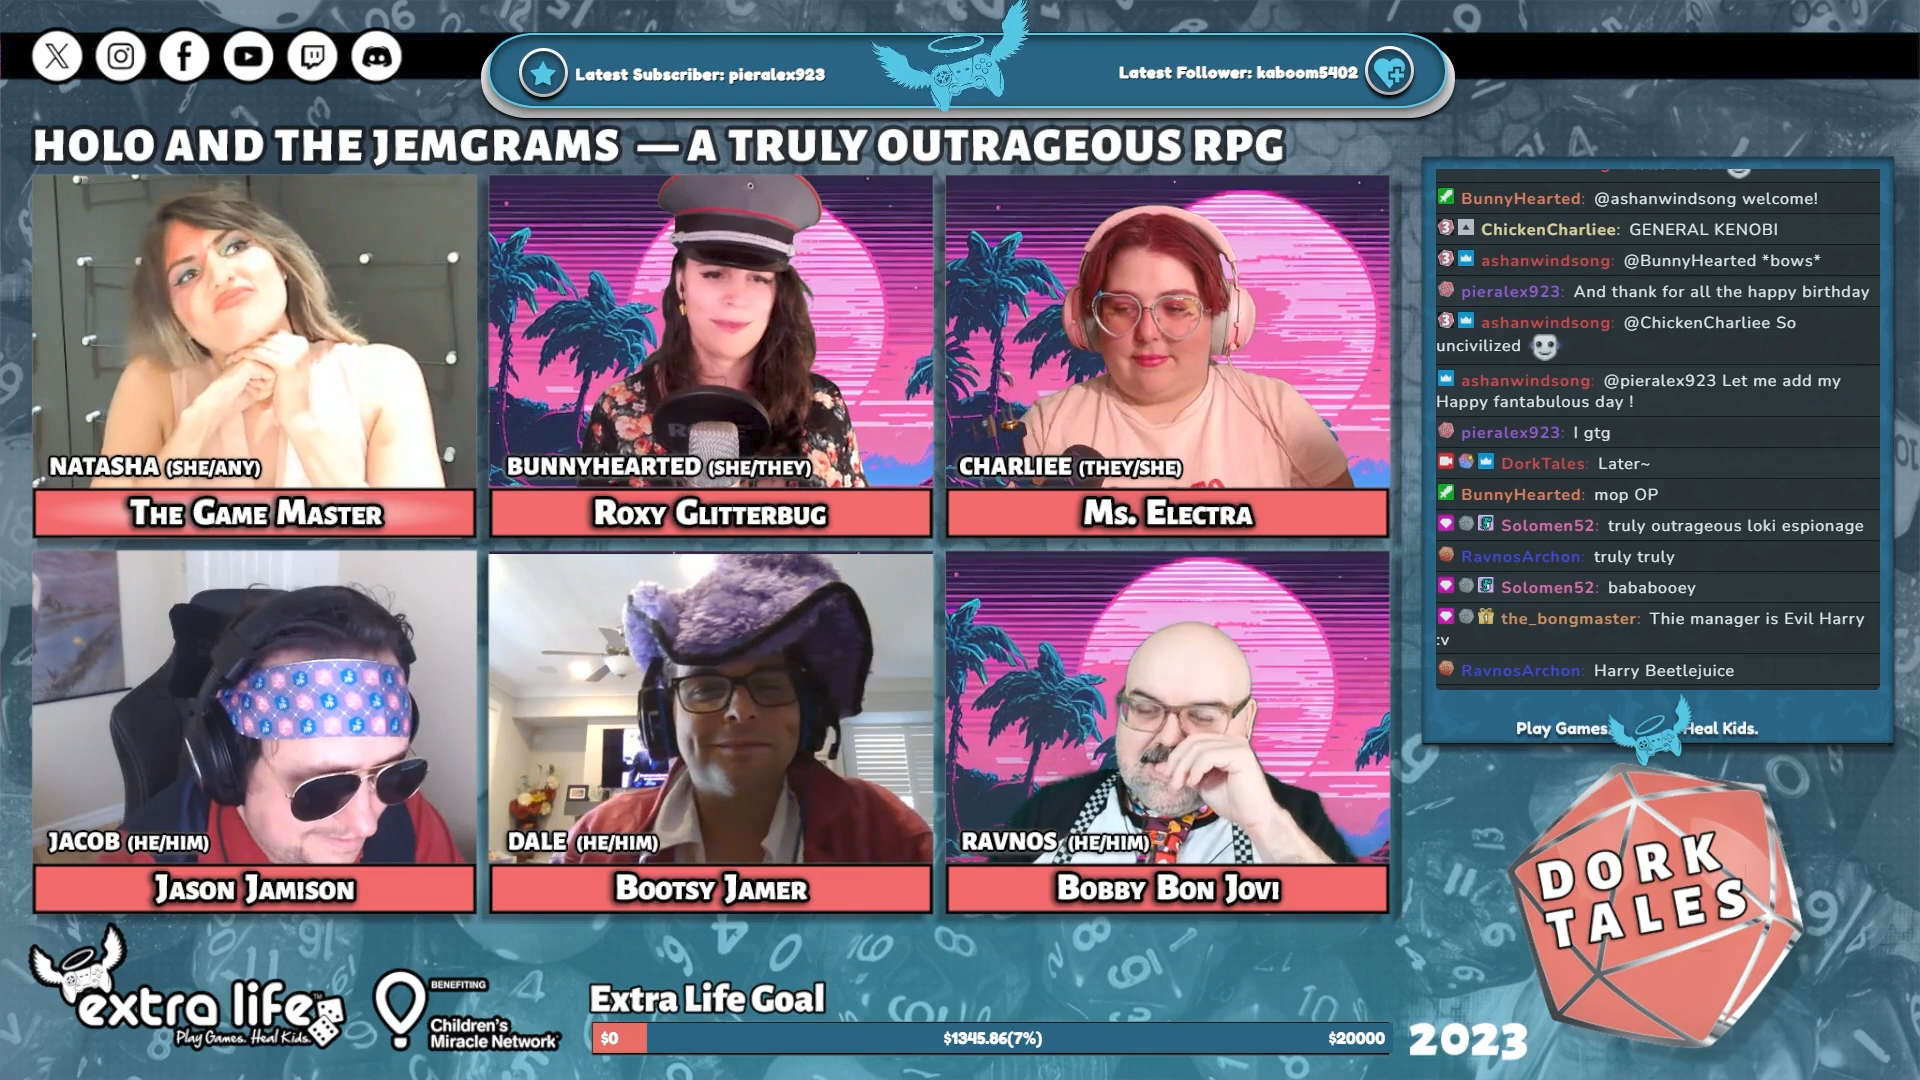 Latest Subscriber: pieralex923
Latest Follower: kaboom5402
HOLO AND THE JEMGRAMS — A TRULY OUTRAGEOUS RPG
NATASHA (SHE/ANY)
THE GAME MASTER
BUNNYHEARTED (SHE/THEY)
ROXY GLITTERBUG
CHARLIEE (THEY/SHE)
MS. ELECTRA
JACOB (HE/HIM)
JASON JAMISON
DALE (HE/HIM)
BOOTSY JAMER
RAVNOS (HE/HIM)
BOBBY BON JOVI
BunnyHearted: @ashanwindsong welcome!
ChickenCharliee: GENERAL KENOBI
ashanwindsong: @BunnyHearted *bows*
pieralex923: And thank for all the happy birthday
ashanwindsong: @ChickenCharliee So
uncivilized
ashanwindsong: @pieralex923 Let me add my
Happy fantabulous day !
pieralex923: I gtg
DorkTales: Later~
BunnyHearted: mop OP
Solomen52: truly outrageous loki espionage
RavnosArchon: truly truly
Solomen52: bababooey
the_bongmaster: Thie manager is Evil Harry
:v
RavnosArchon: Harry Beetlejuice
Play Games. Heal Kids.
DORK
TALES
extra life
Play Games. Heal Kids.
BENEFITING
Children's
Miracle Network
Extra Life Goal
$0 $1345.86(7%) $20000
2023